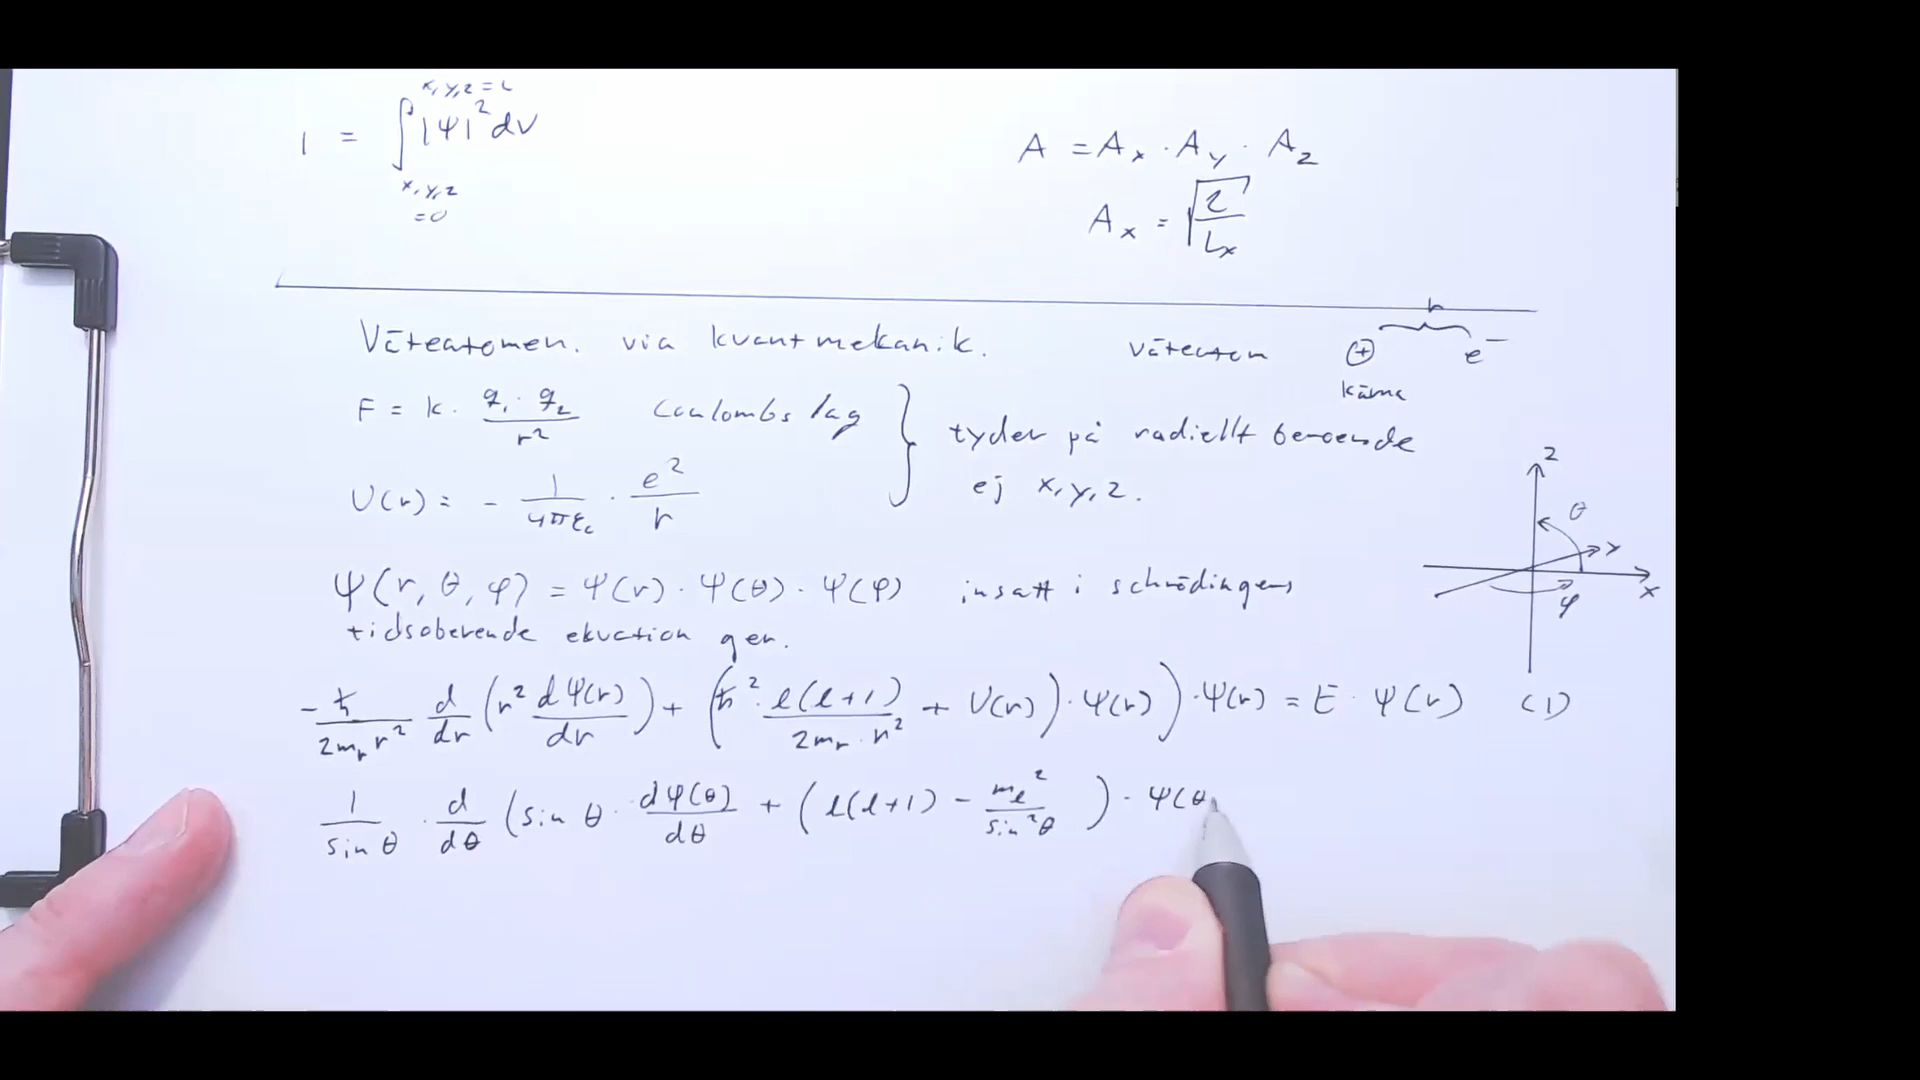 x, y, z = L
1 = ∫ |Ψ|² dV
x, y, z
= 0
A = Ax · Ay · Az
Ax = √(2/Lx)
Väteatomen. via kvantmekanik.
väteatom ⊕ e⁻
r
kärna
F = k · q₁ · q₂ / r² Coulombs lag
tyder på radiellt beroende
ej x, y, z.
U(r) = - 1/(4πε₀) · e²/r
z
θ
y
x
φ
Ψ(r, θ, φ) = Ψ(r) · Ψ(θ) · Ψ(φ) insatt i schrödingers
tidsoberende ekvation ger.
-ħ/(2mᵣr²) d/dr (r² dΨ(r)/dr) + (ħ² · l(l+1)/(2mᵣ · r²) + U(r)) · Ψ(r)) · Ψ(r) = E · Ψ(r) (1)
1/sin θ · d/dθ (sin θ · dΨ(θ)/dθ + (l(l+1) - mₗ²/sin²θ) · Ψ(θ